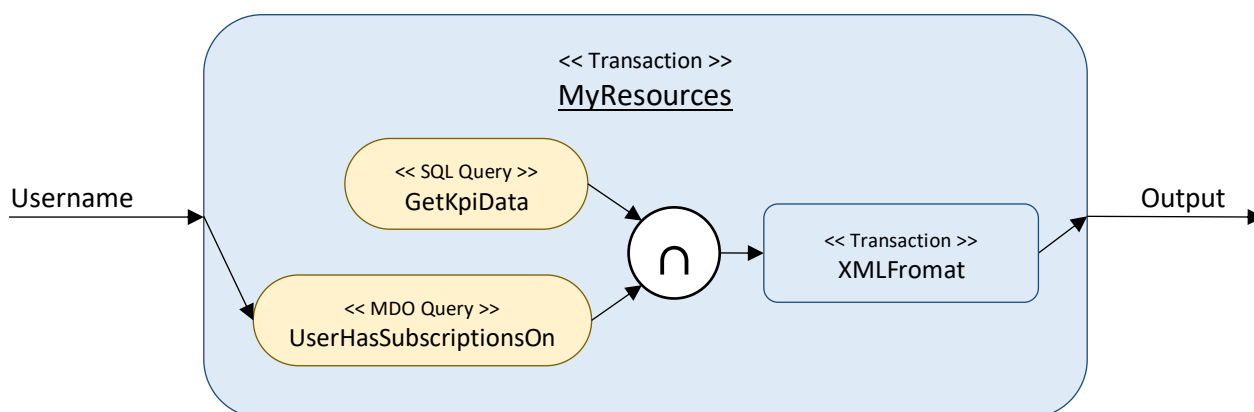 << Transaction >>
MyResources
<< SQL Query >>
GetKpiData
Username
Output
<< Transaction >>
XMLFromat
∩
<< MDO Query >>
UserHasSubscriptionsOn